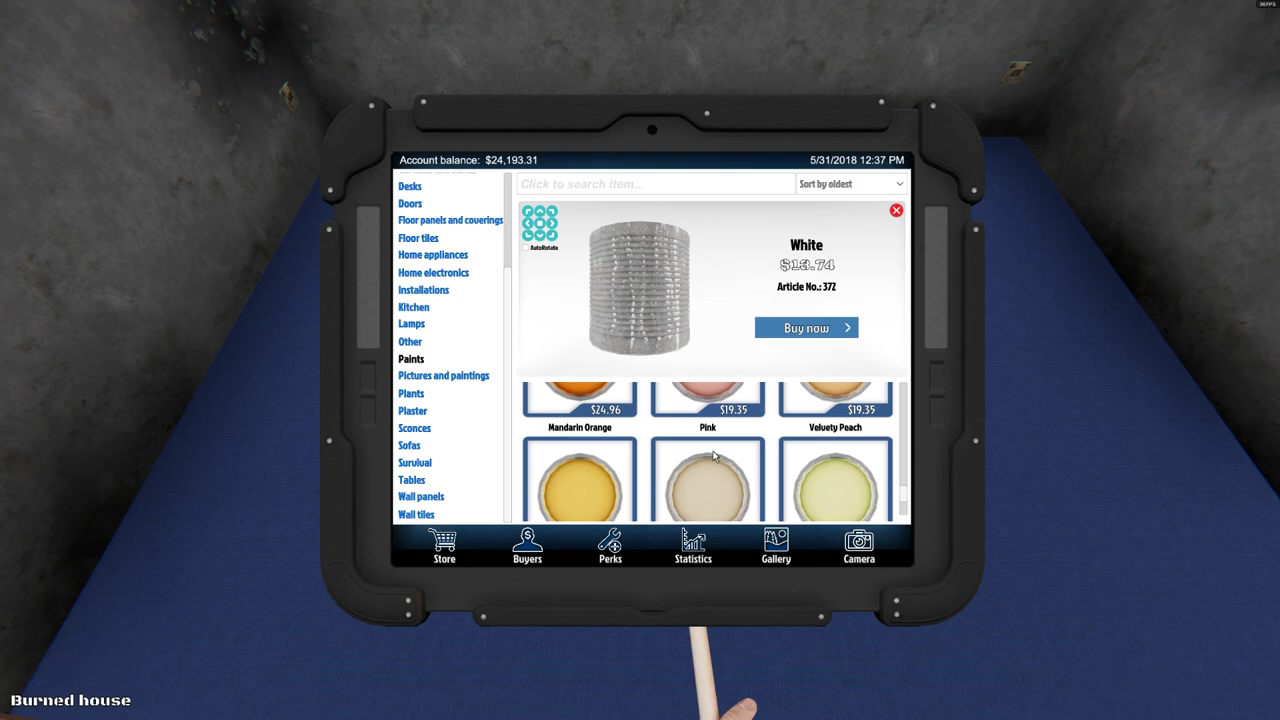 96FPS
Account balance: $24,193.31
5/31/2018 12:37 PM
Desks
Doors
Floor panels and coverings
Floor tiles
Home appliances
Home electronics
Installations
Kitchen
Lamps
Other
Paints
Pictures and paintings
Plants
Plaster
Sconces
Sofas
Survival
Tables
Wall panels
Wall tiles
Click to search item...
Sort by oldest
AutoRotate
White
$13.74
Article No.: 372
Buy now
$24.96
$19.35
$19.35
Mandarin Orange
Pink
Velvety Peach
Store
Buyers
Perks
Statistics
Gallery
Camera
Burned house